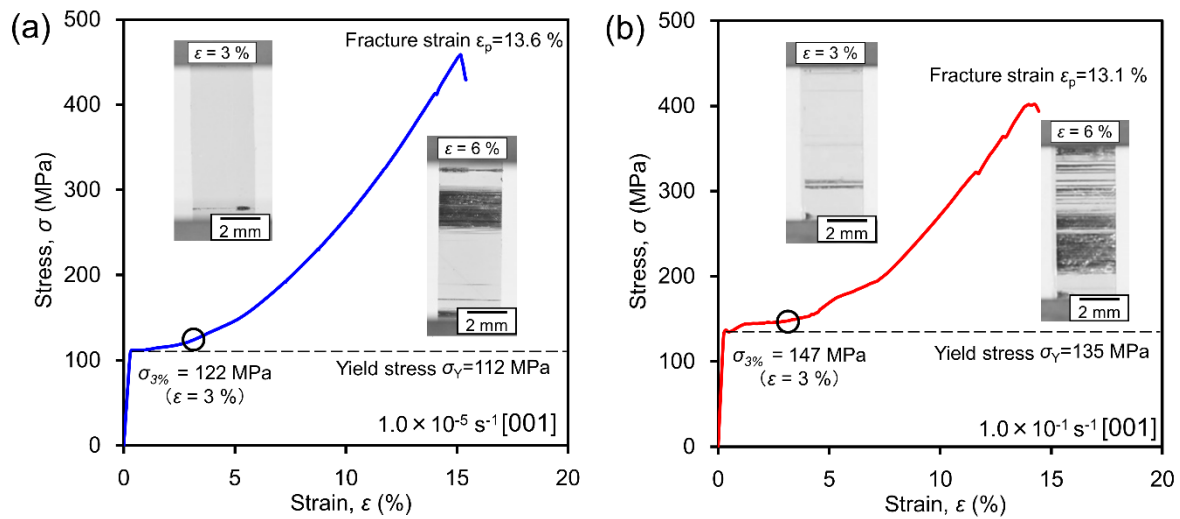 (a)
500
400
300
200
100
0
Stress, σ (MPa)
0 5 10 15 20
Strain, ε (%)
Fracture strain εp=13.6 %
ε = 3 %
2 mm
ε = 6 %
2 mm
σ3% = 122 MPa
(ε = 3 %)
Yield stress σY=112 MPa
1.0 × 10-5 s-1 [001]
(b)
500
400
300
200
100
0
Stress, σ (MPa)
0 5 10 15 20
Strain, ε (%)
Fracture strain εp=13.1 %
ε = 3 %
2 mm
ε = 6 %
2 mm
σ3% = 147 MPa
(ε = 3 %)
Yield stress σY=135 MPa
1.0 × 10-1 s-1 [001]